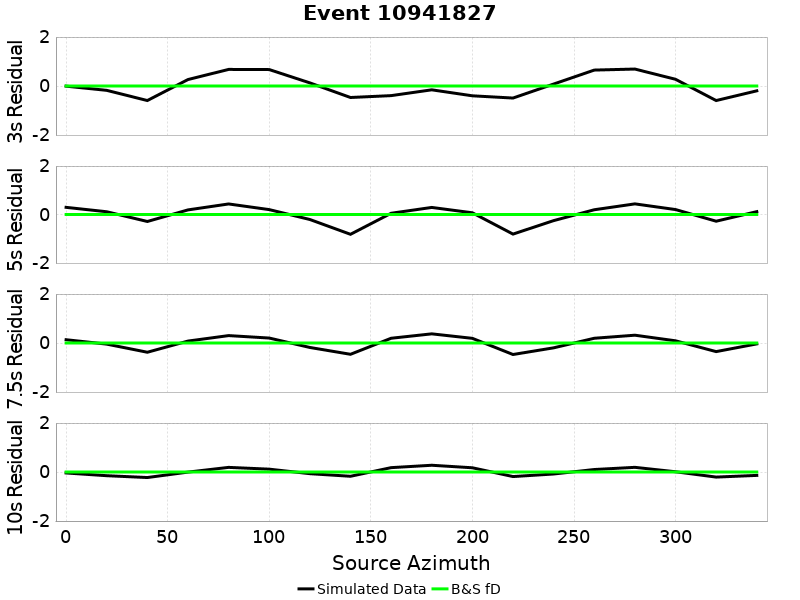 Event 10941827
3s Residual
2
0
-2
5s Residual
2
0
-2
7.5s Residual
2
0
-2
10s Residual
2
0
-2
0 50 100 150 200 250 300
Source Azimuth
Simulated Data B&S fD